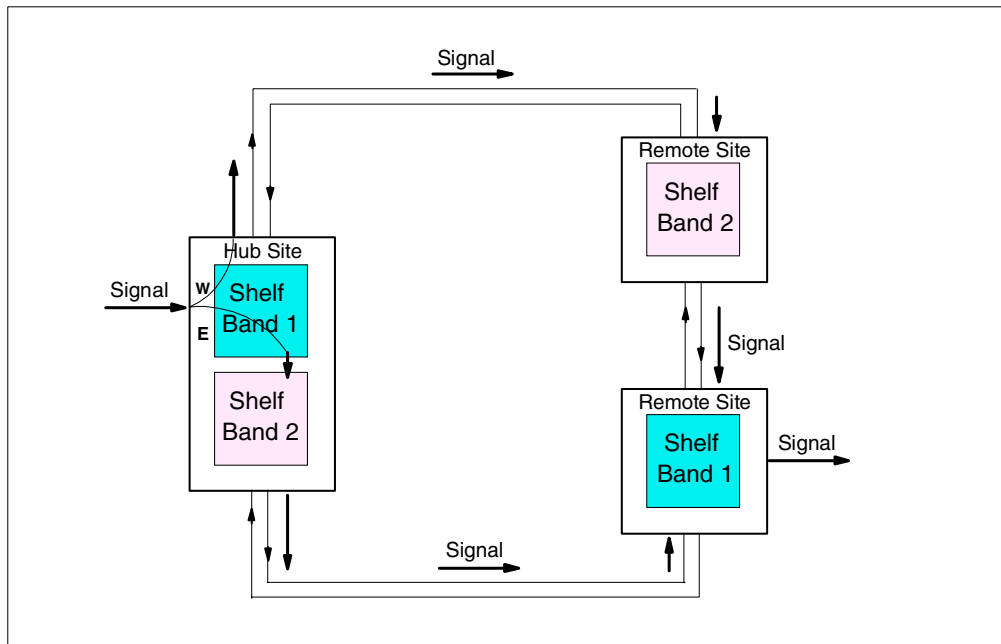 Signal
Remote Site
Shelf
Band 2
Hub Site
W
Signal
Shelf
Band 1
E
Signal
Shelf
Band 2
Remote Site
Shelf
Band 1
Signal
Signal